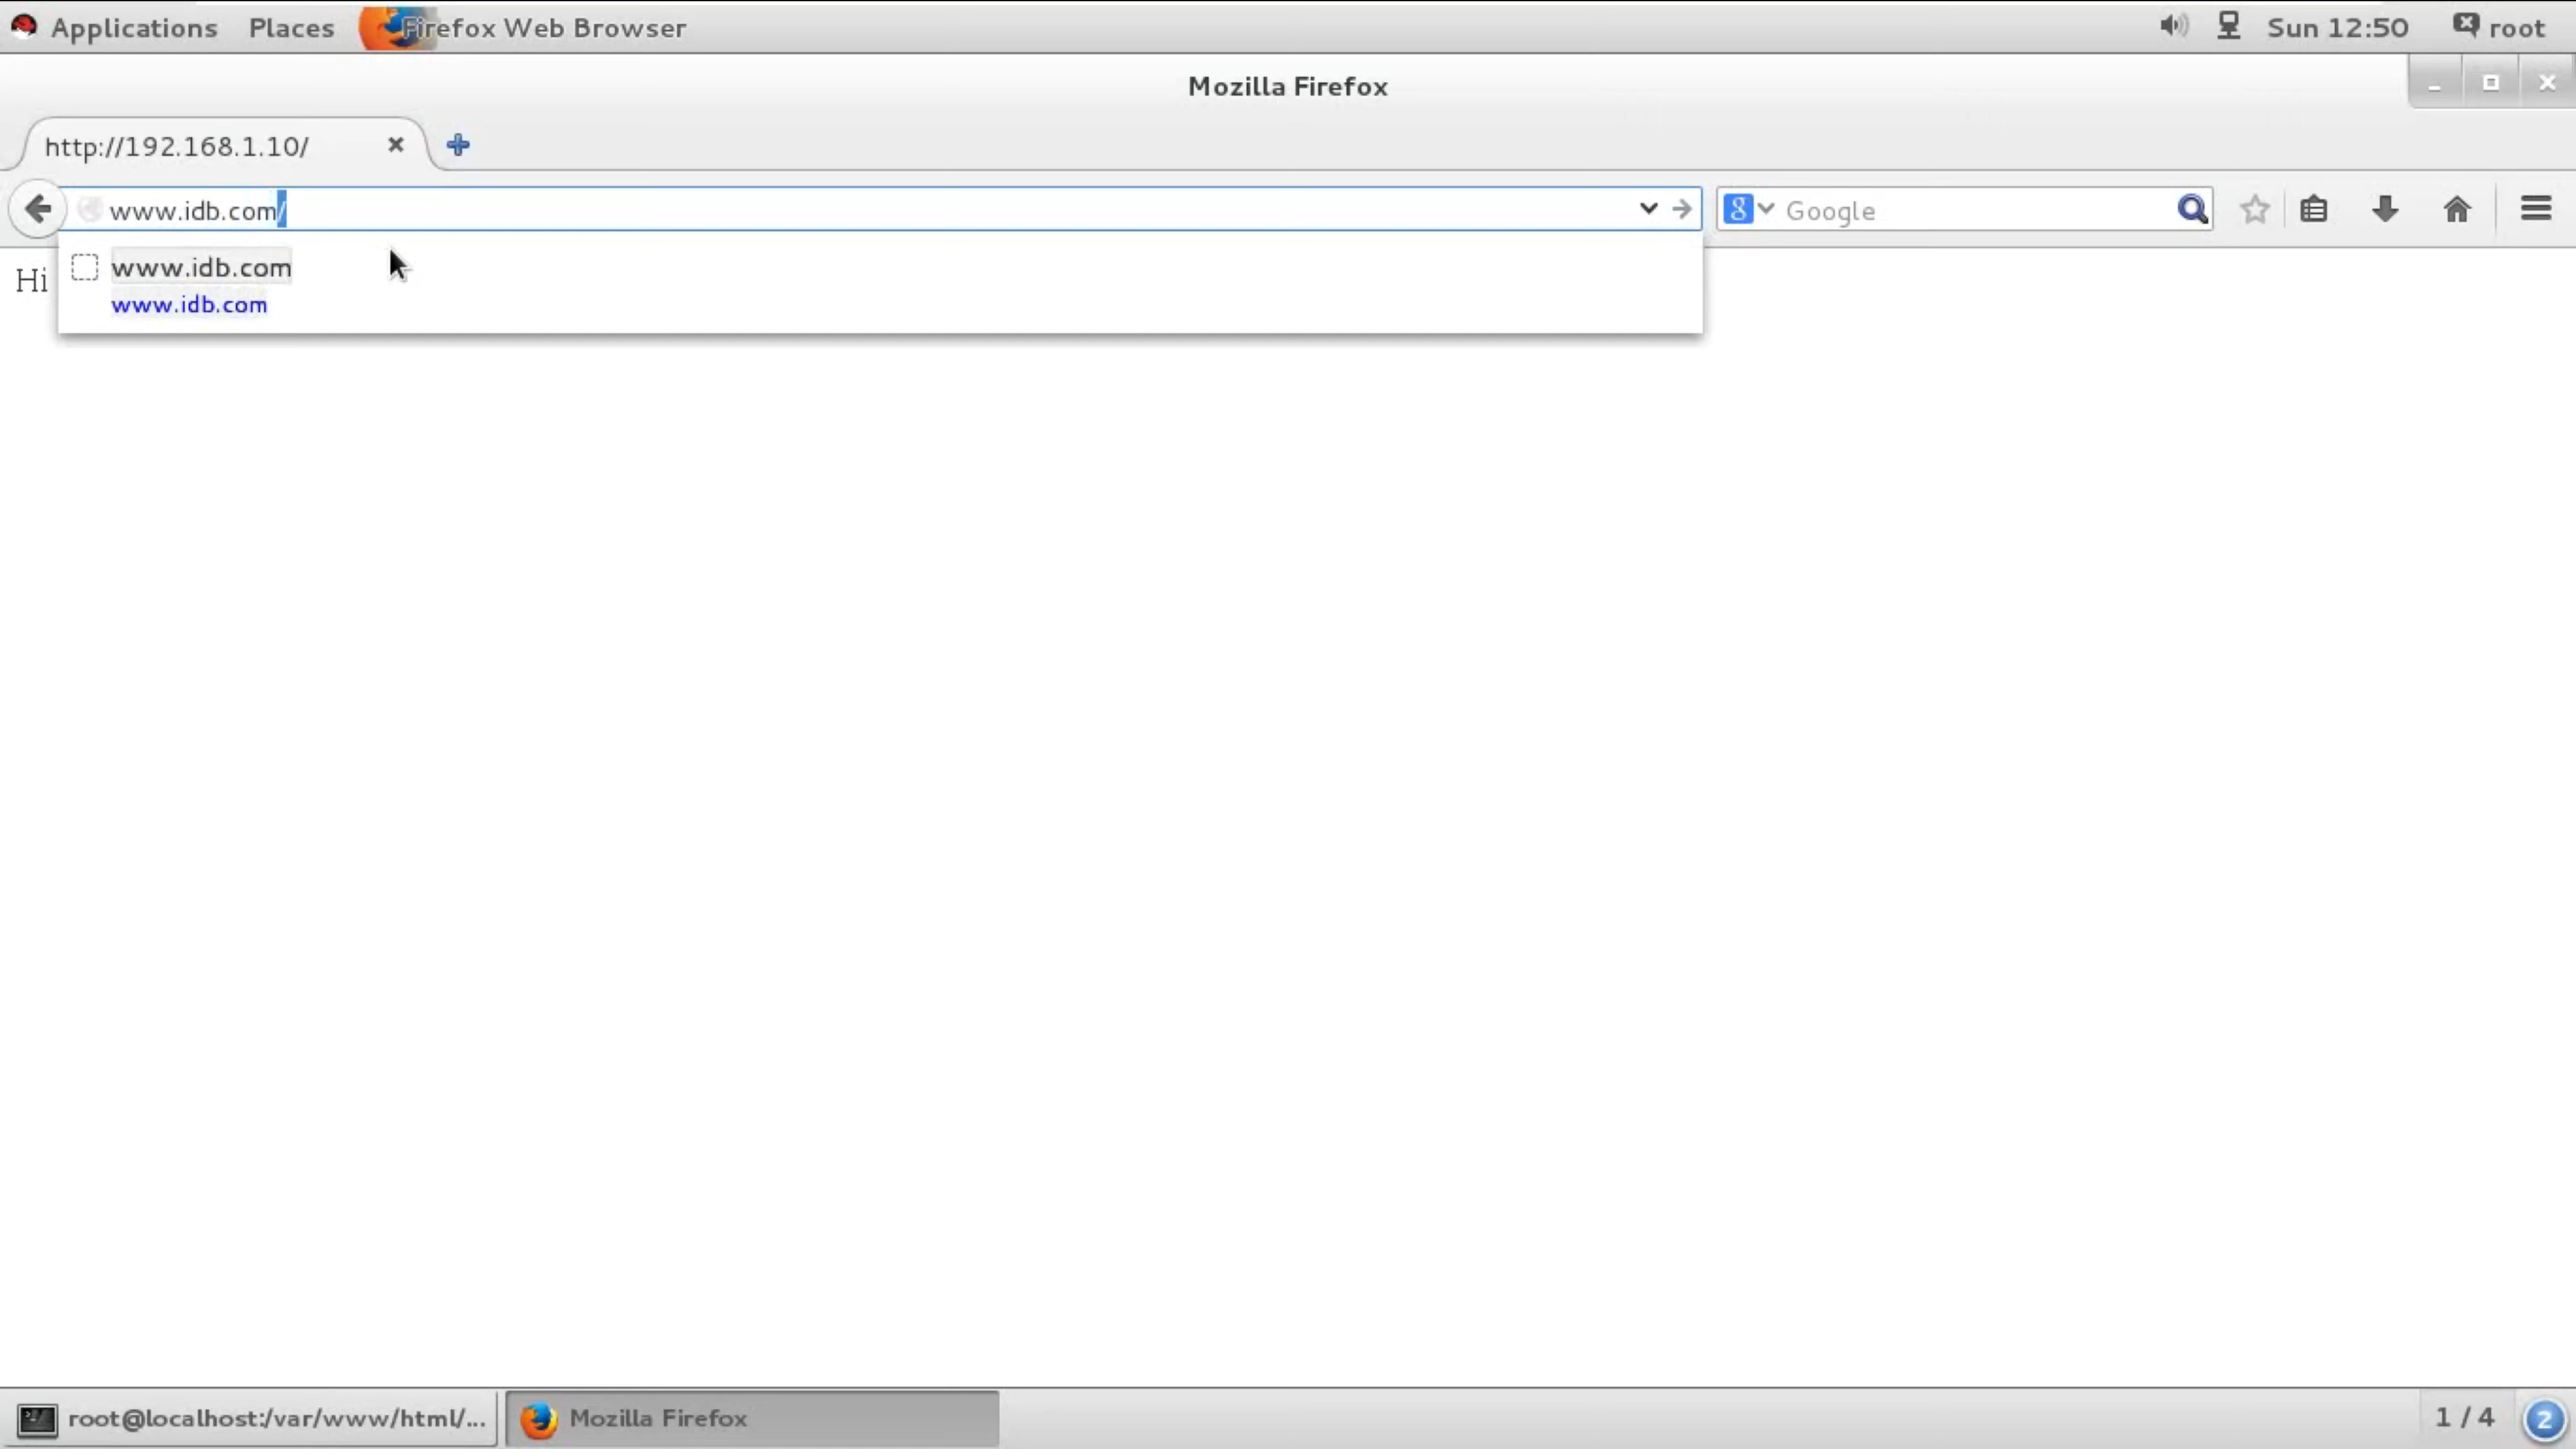 Applications Places Firefox Web Browser Sun 12:50 root
Mozilla Firefox
http://192.168.1.10/
www.idb.com/ Google
Hi
www.idb.com
www.idb.com
root@localhost:/var/www/html/... Mozilla Firefox 1 / 4 2